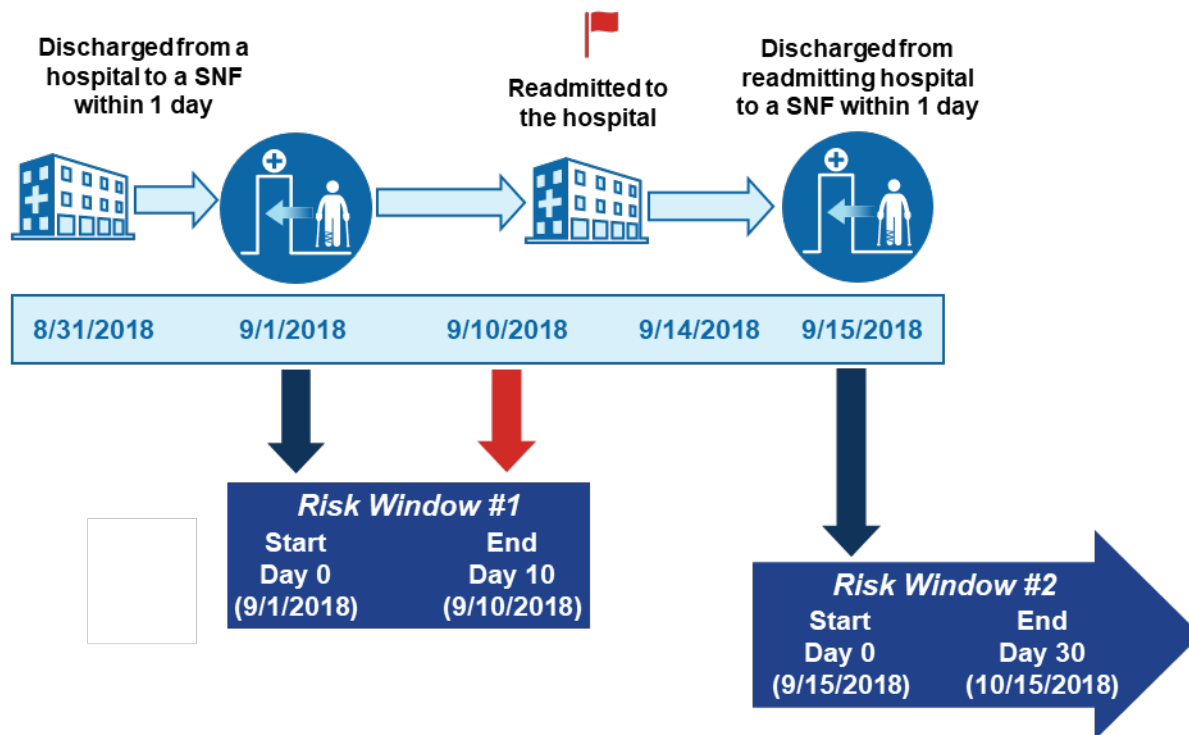 Discharged from a
hospital to a SNF
within 1 day
Readmitted to
the hospital
Discharged from
readmitting hospital
to a SNF within 1 day
8/31/2018
9/1/2018
9/10/2018
9/14/2018
9/15/2018
Risk Window #1
Start
Day 0
(9/1/2018)
End
Day 10
(9/10/2018)
Risk Window #2
Start
Day 0
(9/15/2018)
End
Day 30
(10/15/2018)